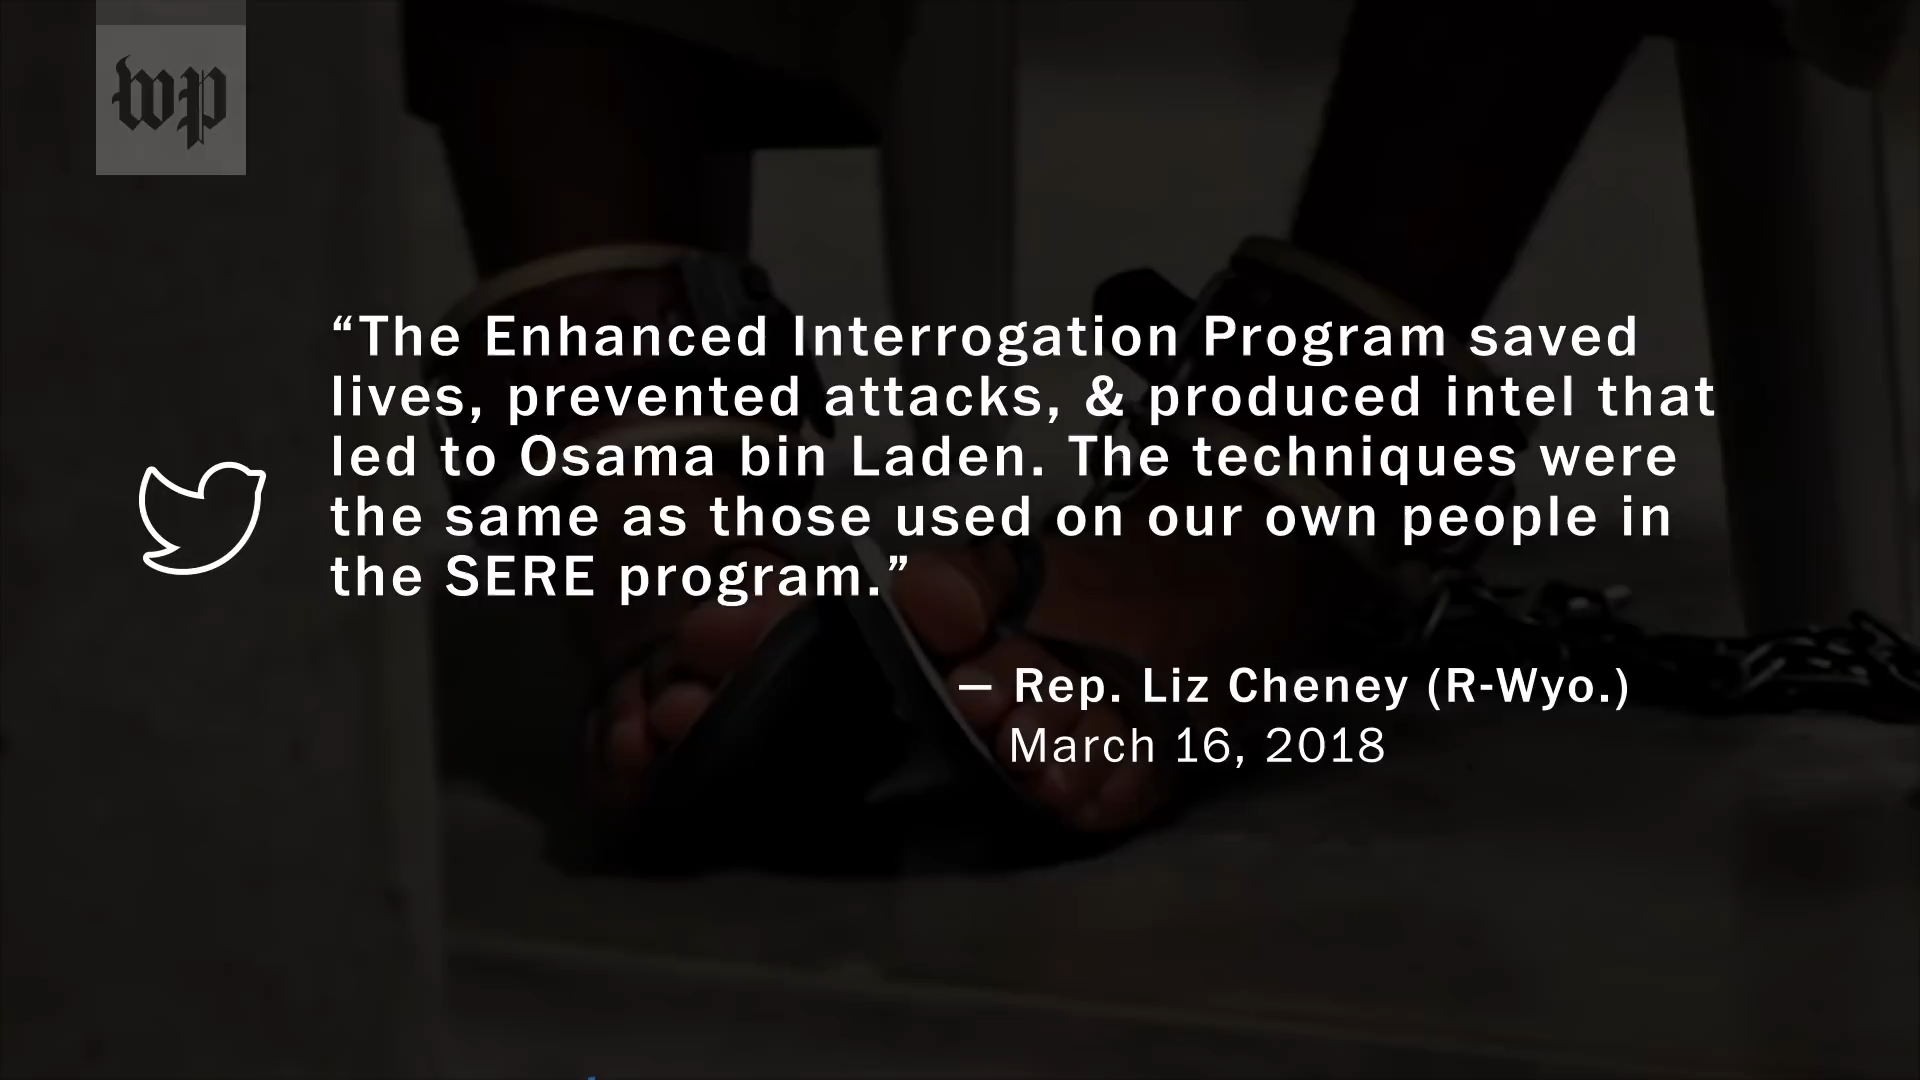 wp
“The Enhanced Interrogation Program saved
lives, prevented attacks, & produced intel that
led to Osama bin Laden. The techniques were
the same as those used on our own people in
the SERE program.”
— Rep. Liz Cheney (R-Wyo.)
March 16, 2018